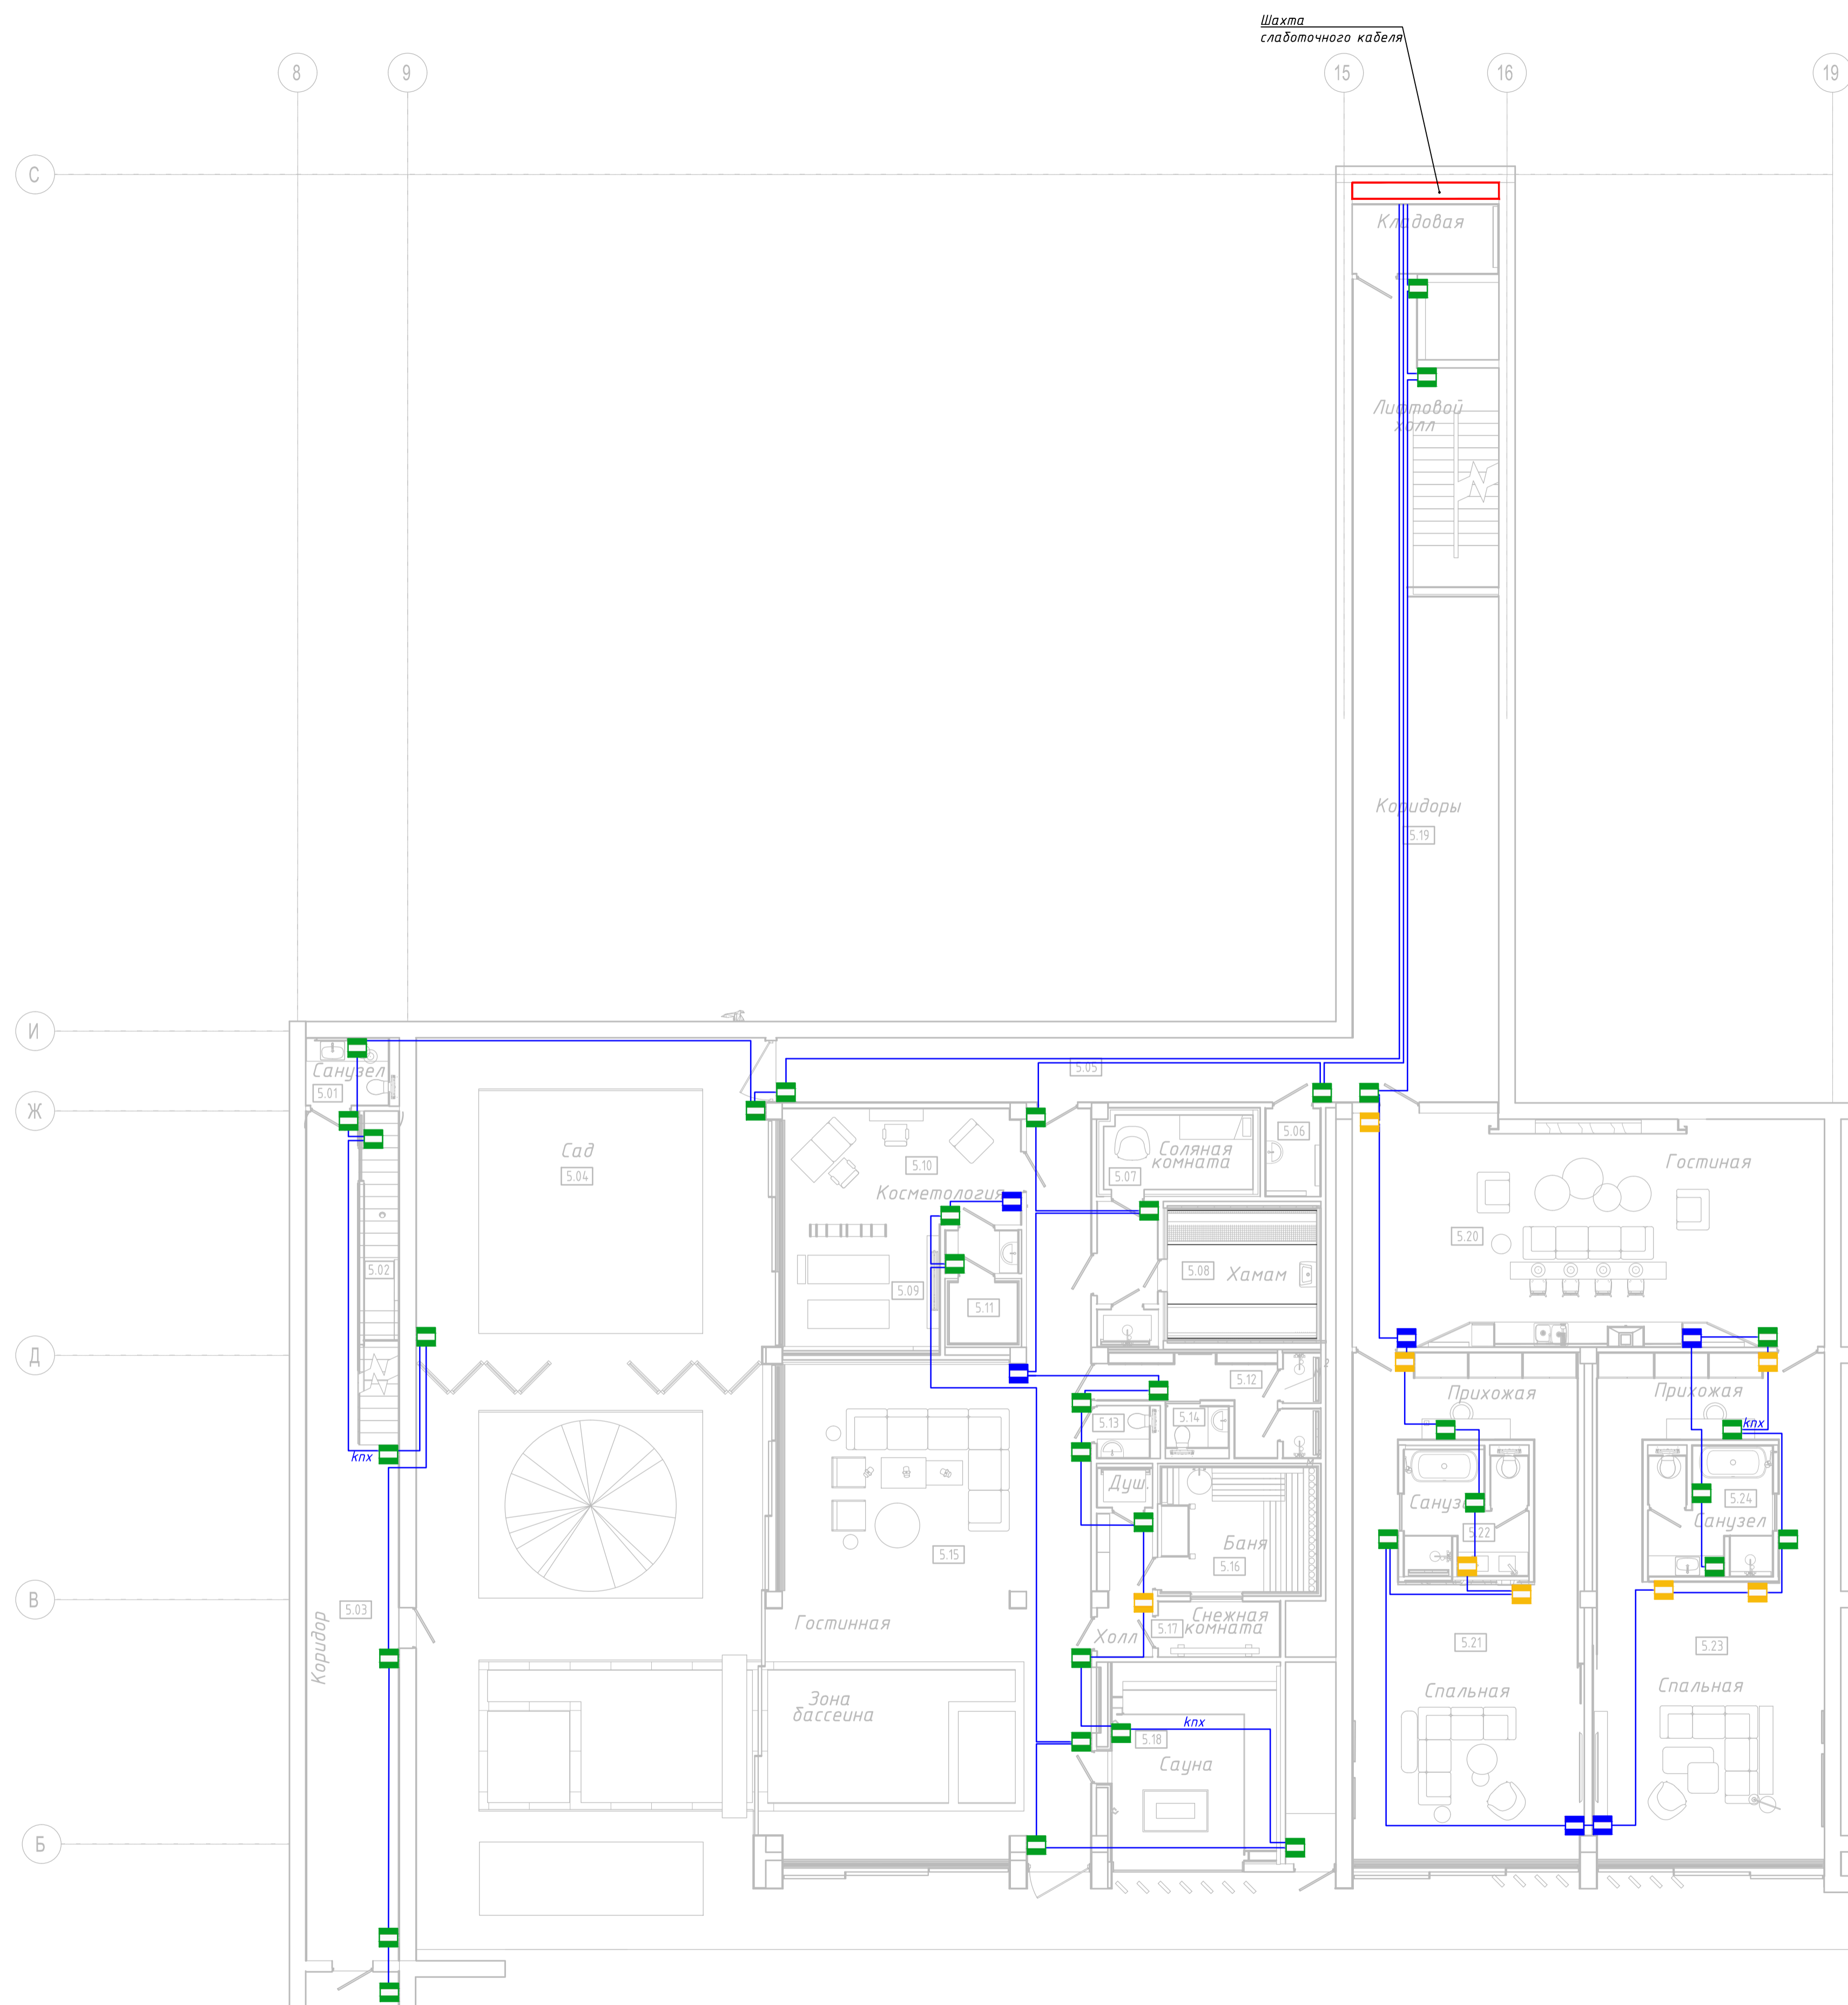 Шахта
слаботочного кабеля
8
9
15
16
19
С
Кладовая
Лифтовой
холл
Коридоры
5.19
И
Санузел
5.01
5.05
Ж
Сад
5.04
5.10
Косметология
Соляная
комната
5.07
5.06
Гостиная
5.20
5.02
5.09
5.11
5.08
Хамам
Д
5.12
Прихожая
Прихожая
5.13
5.14
кпх
кпх
Душ.
Санузел
5.22
5.24
Санузел
Баня
5.15
5.16
В
5.03
Коридор
Гостинная
Холл
5.17
Снежная
комната
5.21
5.23
Спальная
Спальная
Зона
бассеина
кпх
5.18
Сауна
Б